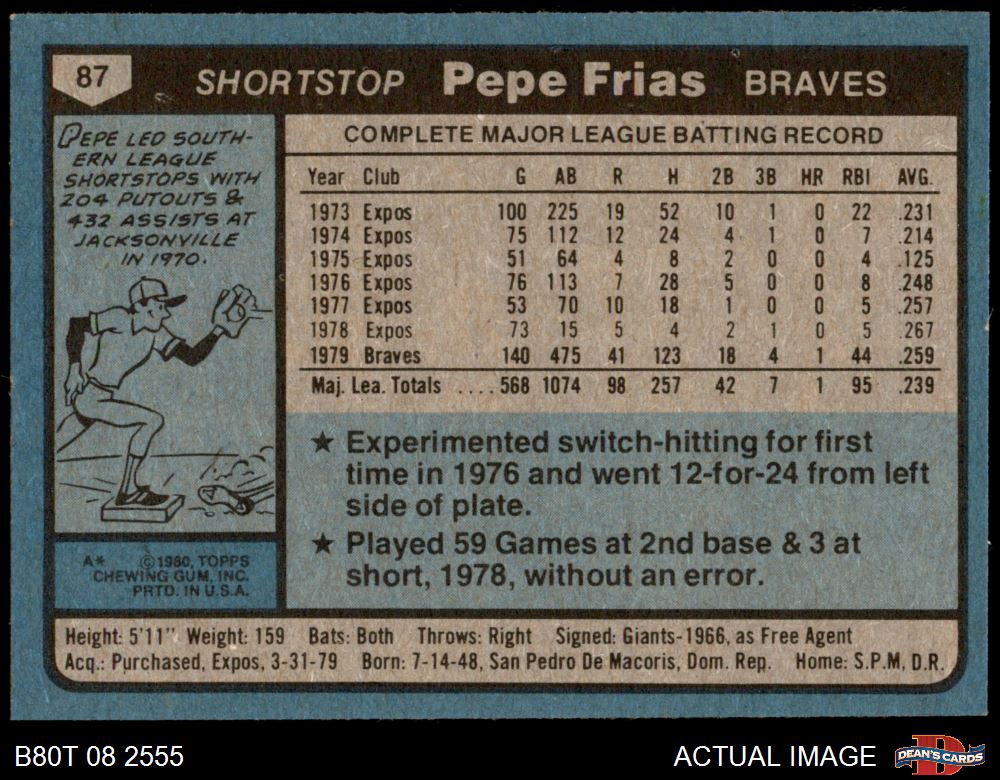 87 SHORTSTOP Pepe Frias BRAVES
PEPE LED SOUTH-
ERN LEAGUE
SHORTSTOPS WITH
204 PUTOUTS &
432 ASSISTS AT
JACKSONVILLE
IN 1970.
COMPLETE MAJOR LEAGUE BATTING RECORD
Year Club G AB R H 2B 3B HR RBI AVG.
1973 Expos 100 225 19 52 10 1 0 22 .231
1974 Expos 75 112 12 24 4 1 0 7 .214
1975 Expos 51 64 4 8 2 0 0 4 .125
1976 Expos 76 113 7 28 5 0 0 8 .248
1977 Expos 53 70 10 18 1 0 0 5 .257
1978 Expos 73 15 5 4 2 1 0 5 .267
1979 Braves 140 475 41 123 18 4 1 44 .259
Maj. Lea. Totals .... 568 1074 98 257 42 7 1 95 .239
★ Experimented switch-hitting for first
time in 1976 and went 12-for-24 from left
side of plate.
★ Played 59 Games at 2nd base & 3 at
short, 1978, without an error.
A* ©1980, TOPPS
CHEWING GUM, INC.
PRTD. IN U.S.A.
Height: 5'11" Weight: 159 Bats: Both Throws: Right Signed: Giants-1966, as Free Agent
Acq.: Purchased, Expos, 3-31-79 Born: 7-14-48, San Pedro De Macoris, Dom. Rep. Home: S.P.M, D.R.
B80T 08 2555 ACTUAL IMAGE DEAN'S CARDS